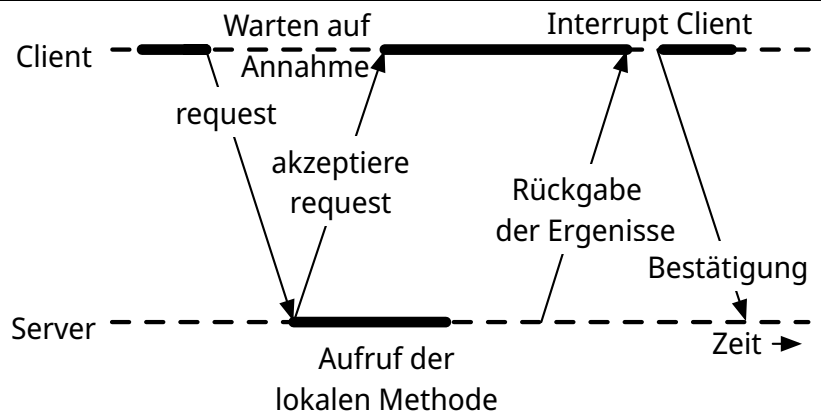 Warten auf
Interrupt Client
Client
Annahme
request
akzeptiere
request
Rückgabe
der Ergenisse
Bestätigung
Server
Zeit
Aufruf der
lokalen Methode